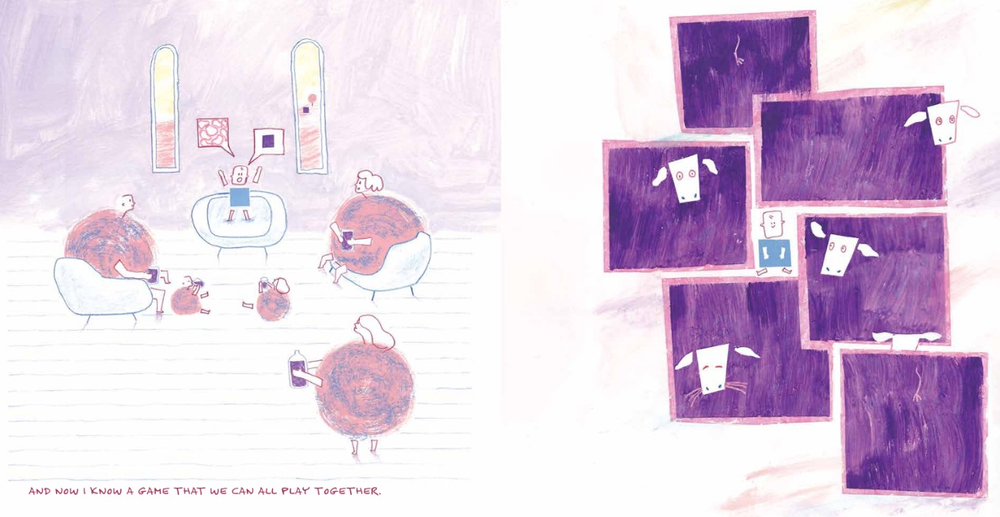 AND NOW I KNOW A GAME THAT WE CAN ALL PLAY TOGETHER.